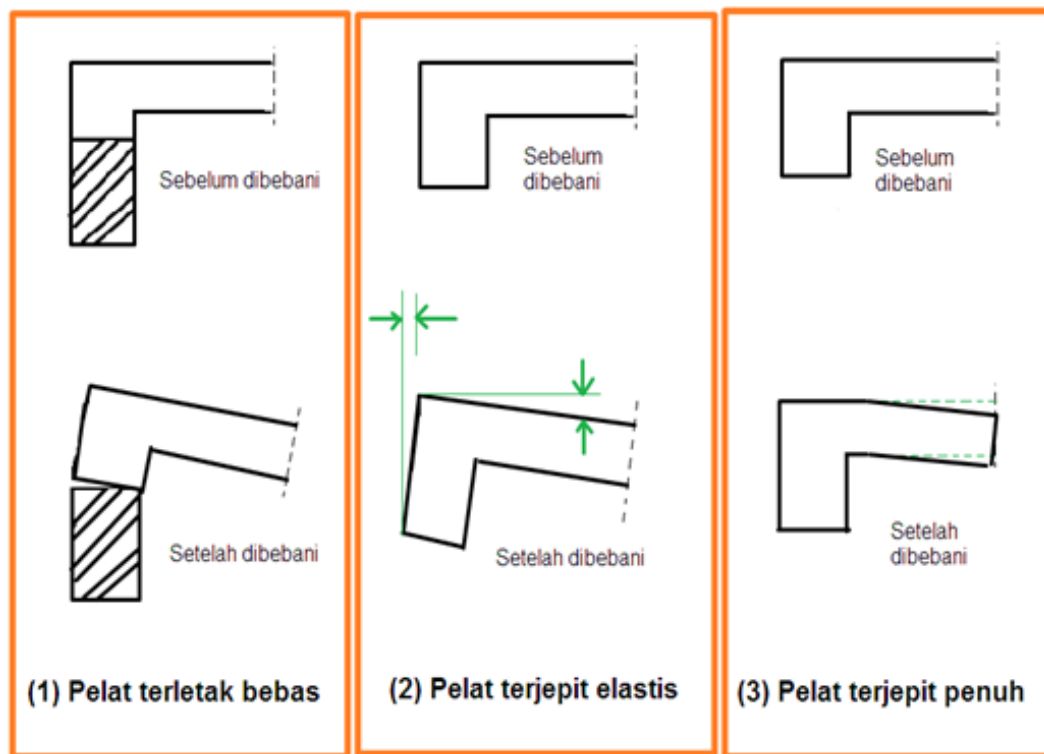 Sebelum dibebani
Setelah dibebani
(1) Pelat terletak bebas
Sebelum
dibebani
Setelah dibebani
(2) Pelat terjepit elastis
Sebelum
dibebani
Setelah
dibebani
(3) Pelat terjepit penuh